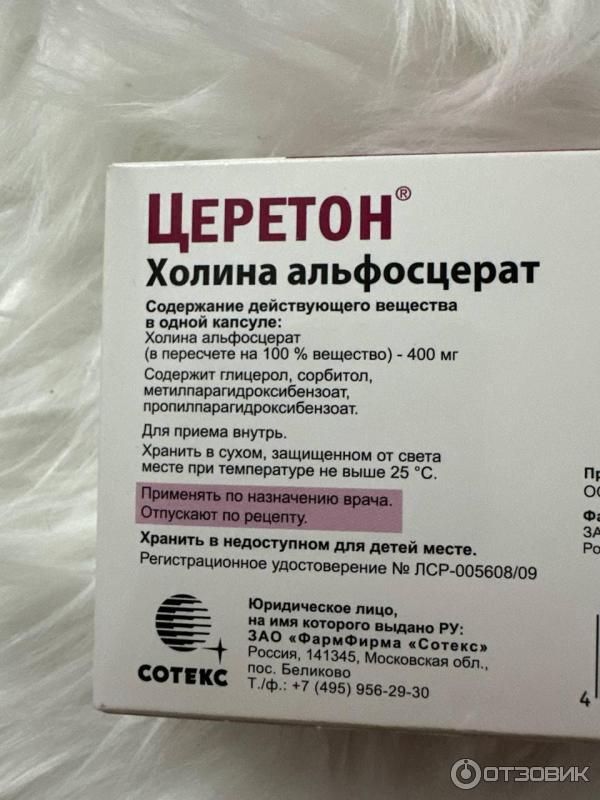 ЦЕРЕТОН®
Холина альфосцерат
Содержание действующего вещества
в одной капсуле:
Холина альфосцерат
(в пересчете на 100 % вещество) - 400 мг
Содержит глицерол, сорбитол,
метилпарагидроксибензоат,
пропилпарагидроксибензоат.
Для приема внутрь.
Хранить в сухом, защищенном от света
месте при температуре не выше 25 °С.
Применять по назначению врача.
Отпускают по рецепту.
Хранить в недоступном для детей месте.
Регистрационное удостоверение № ЛСР-005608/09
СОТЕКС
Юридическое лицо,
на имя которого выдано РУ:
ЗАО «ФармФирма «Сотекс»
Россия, 141345, Московская обл.,
пос. Беликово
Т./ф.: +7 (495) 956-29-30
4
ОТЗОВИК